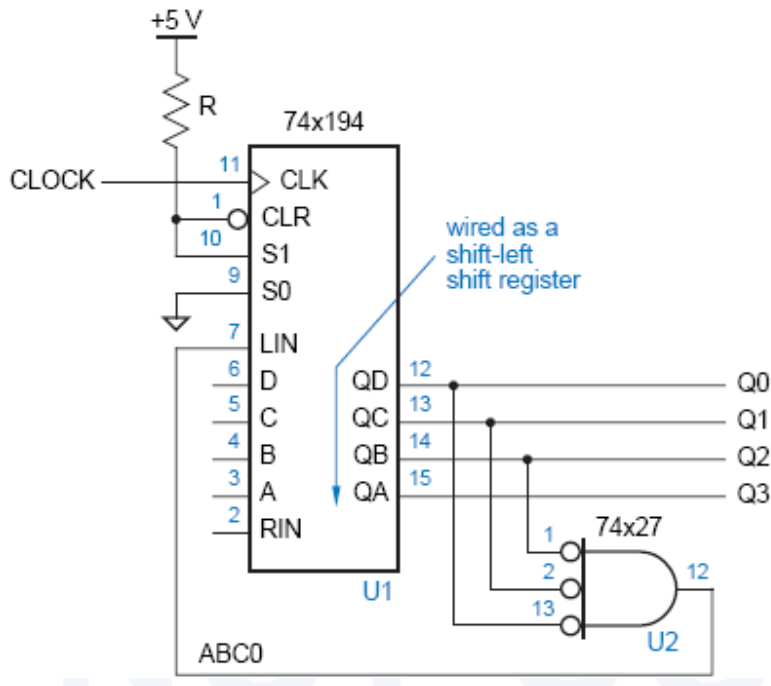 +5 V
R
74x194
CLOCK
11
CLK
1
CLR
10
S1
9
S0
7
LIN
6
D
5
C
4
B
3
A
2
RIN
wired as a
shift-left
shift register
QD
12
Q0
QC
13
Q1
QB
14
Q2
QA
15
Q3
U1
74x27
1
2
13
12
U2
ABC0